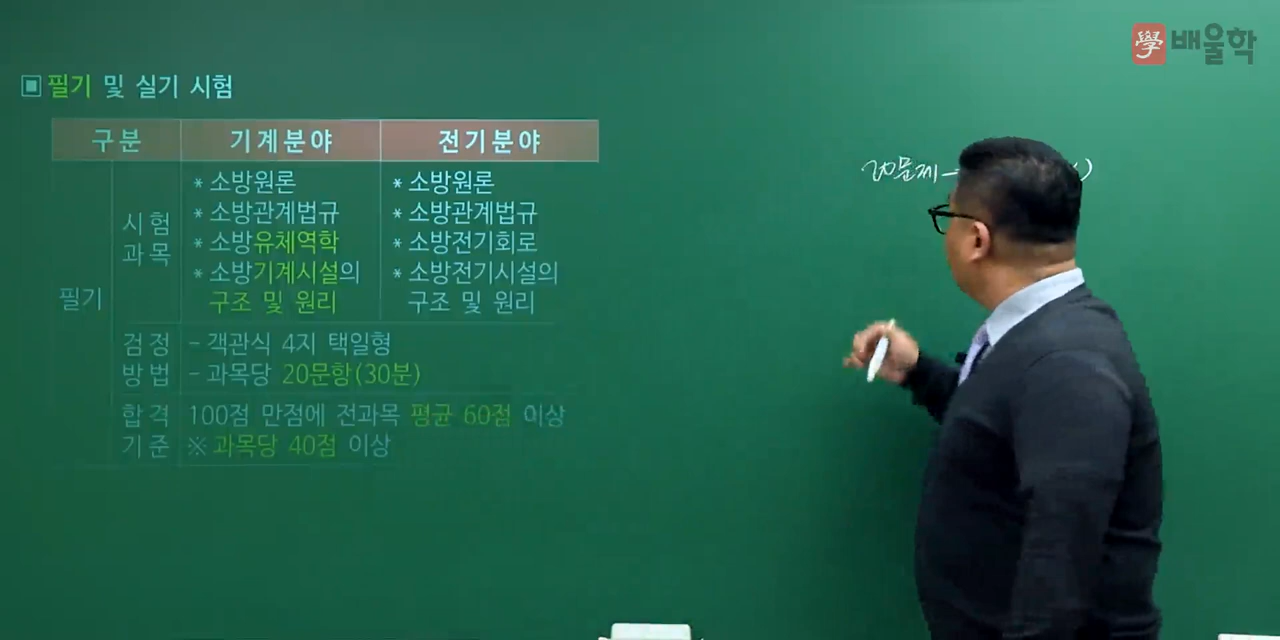 學 배울학
▣ 필기 및 실기 시험
구분 기계분야 전기분야
필기
시험
과목
* 소방원론
* 소방관계법규
* 소방유체역학
* 소방기계시설의
구조 및 원리
* 소방원론
* 소방관계법규
* 소방전기회로
* 소방전기시설의
구조 및 원리
검정
방법
- 객관식 4지 택일형
- 과목당 20문항(30분)
합격
기준
100점 만점에 전과목 평균 60점 이상
※ 과목당 40점 이상
20문제 -